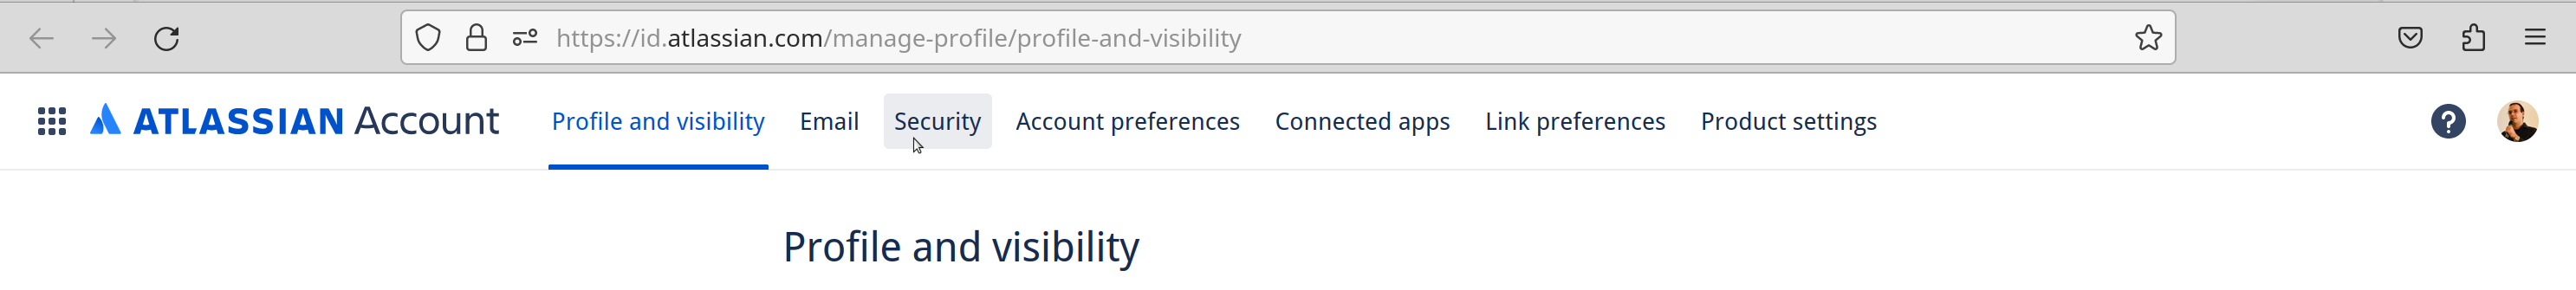 https://id.atlassian.com/manage-profile/profile-and-visibility
ATLASSIAN Account Profile and visibility Email Security Account preferences Connected apps Link preferences Product settings ?
Profile and visibility